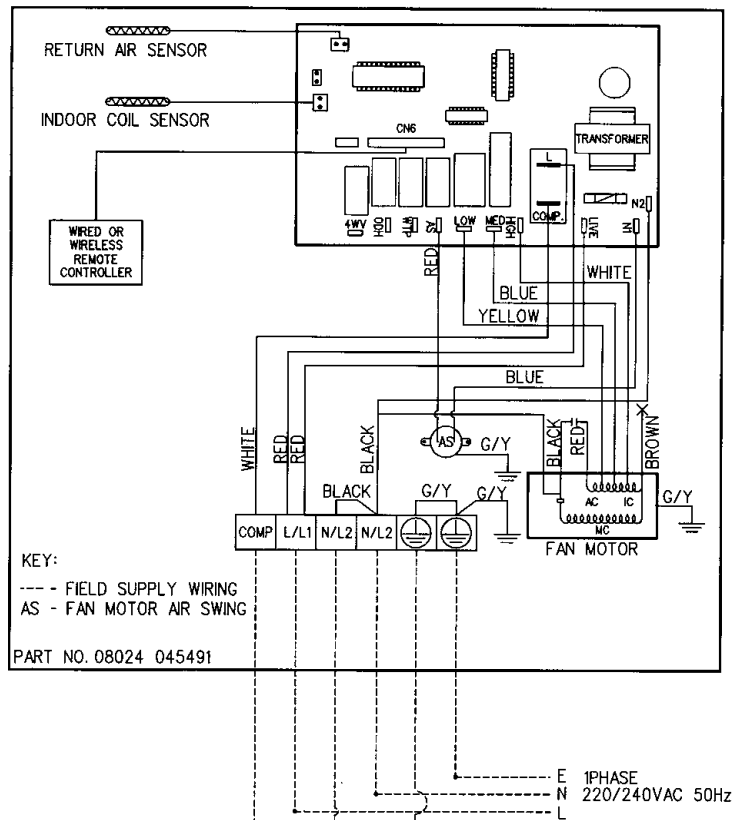 RETURN AIR SENSOR
INDOOR COIL SENSOR
CN6
L
TRANSFORMER
COMP.
N2
4WV
ODH
WTP
AS
LOW
MED
HIGH
LIVE
N1
WIRED OR
WIRELESS
REMOTE
CONTROLLER
RED
WHITE
BLUE
YELLOW
BLUE
WHITE
RED
RED
BLACK
AS
G/Y
BLACK
RED
BROWN
BLACK
G/Y
G/Y
AC
IC
MC
G/Y
FAN MOTOR
COMP
L/L1
N/L2
N/L2
KEY:
--- - FIELD SUPPLY WIRING
AS - FAN MOTOR AIR SWING
PART NO. 08024 045491
E 1PHASE
N 220/240VAC 50Hz
L